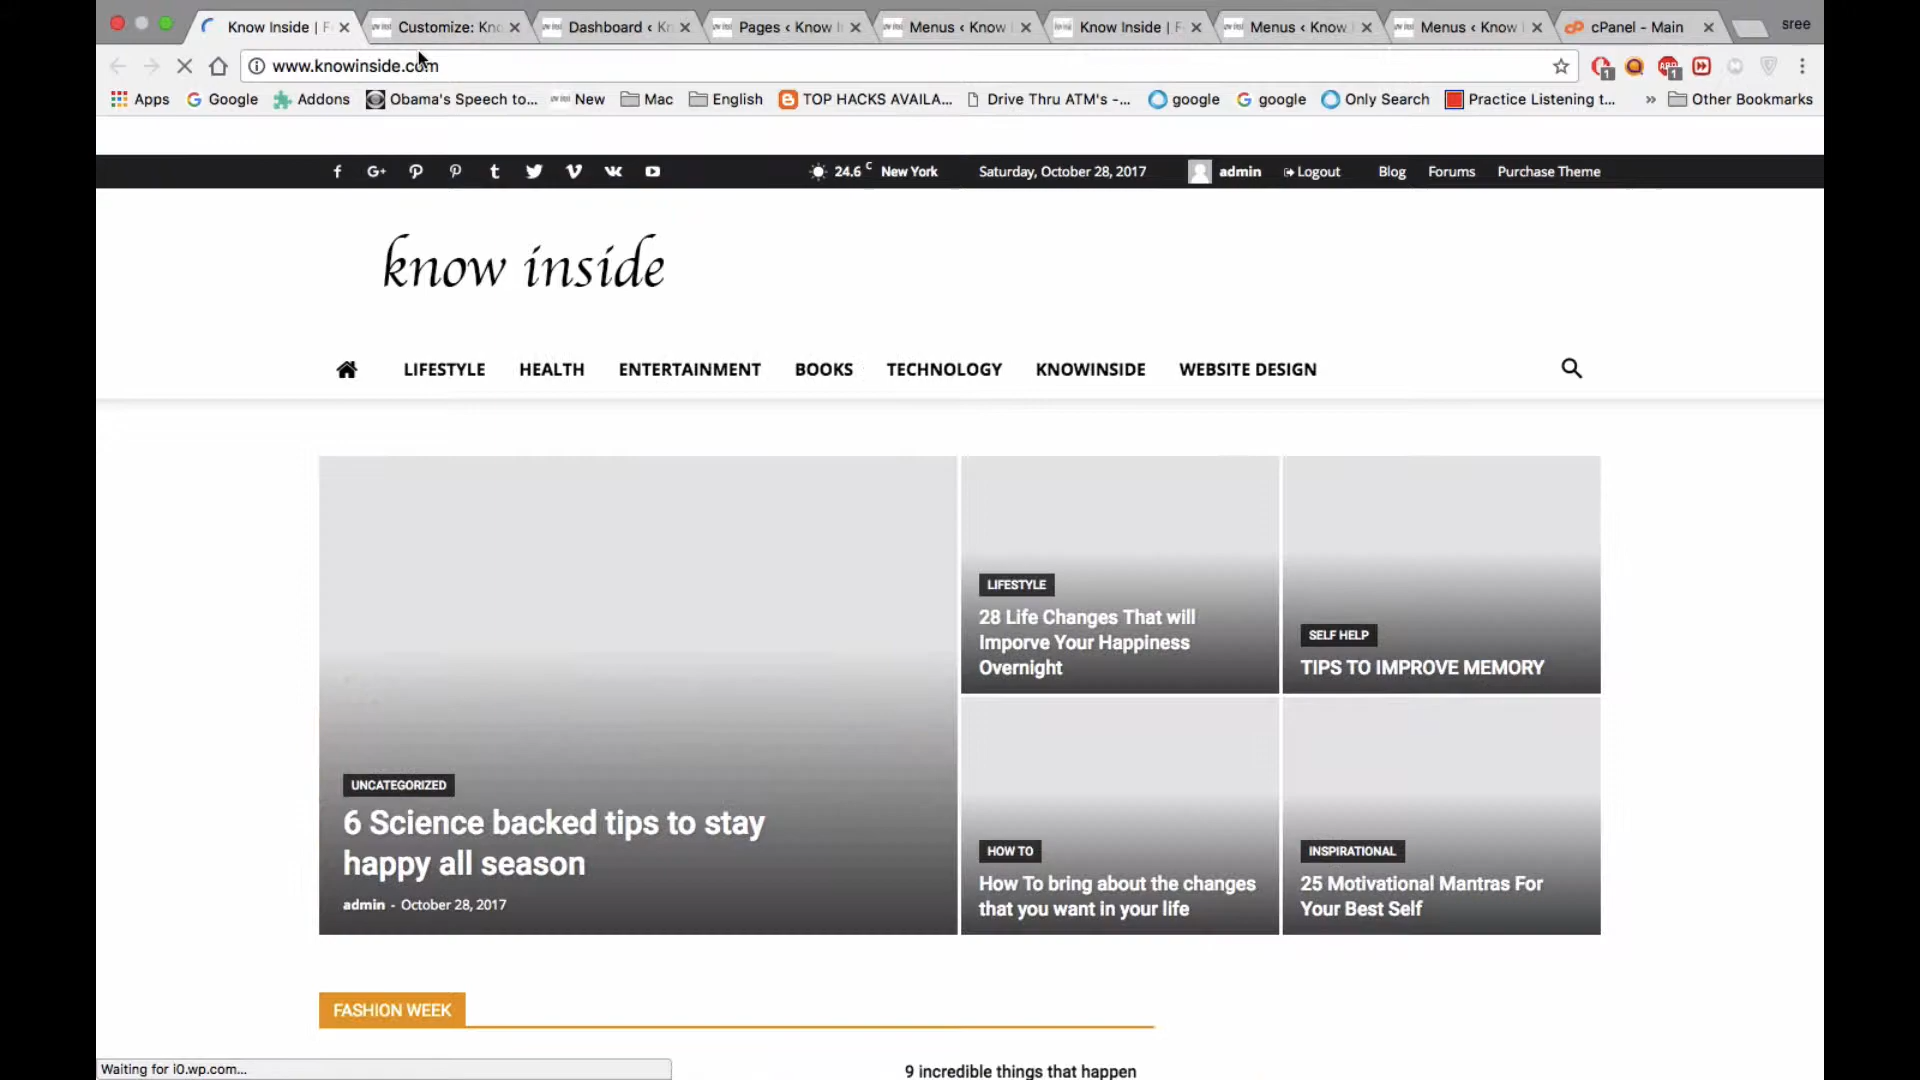 Know Inside | F
Customize: Kno
Dashboard ‹ Kn
Pages ‹ Know I
Menus ‹ Know
Know Inside | F
Menus ‹ Know
Menus ‹ Know
cPanel - Main
sree
www.knowinside.com
Apps
Google
Addons
Obama's Speech to...
New
Mac
English
TOP HACKS AVAILA...
Drive Thru ATM's -...
google
google
Only Search
Practice Listening t...
» Other Bookmarks
24.6 C New York
Saturday, October 28, 2017
admin
Logout
Blog
Forums
Purchase Theme
know inside
LIFESTYLE
HEALTH
ENTERTAINMENT
BOOKS
TECHNOLOGY
KNOWINSIDE
WEBSITE DESIGN
UNCATEGORIZED
6 Science backed tips to stay
happy all season
admin - October 28, 2017
LIFESTYLE
28 Life Changes That will
Imporve Your Happiness
Overnight
SELF HELP
TIPS TO IMPROVE MEMORY
HOW TO
How To bring about the changes
that you want in your life
INSPIRATIONAL
25 Motivational Mantras For
Your Best Self
FASHION WEEK
9 incredible things that happen
Waiting for i0.wp.com...